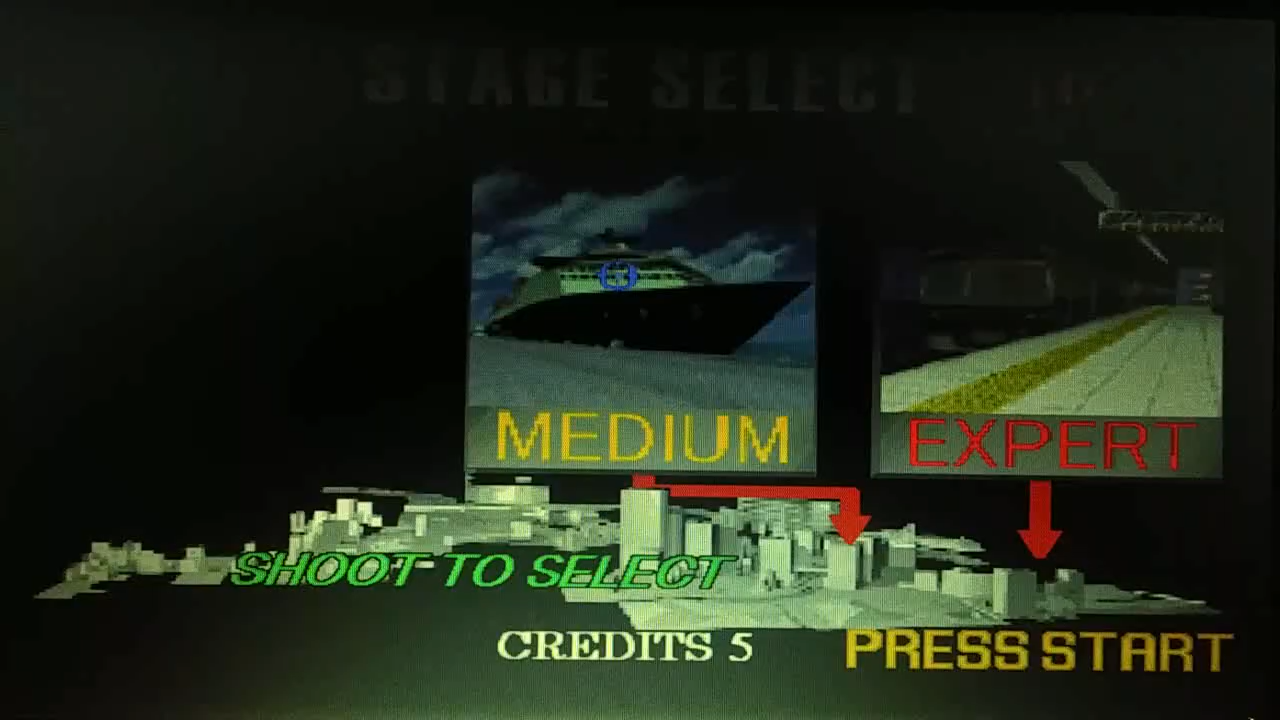 STAGE SELECT
MEDIUM
EXPERT
SHOOT TO SELECT
CREDITS 5
PRESS START